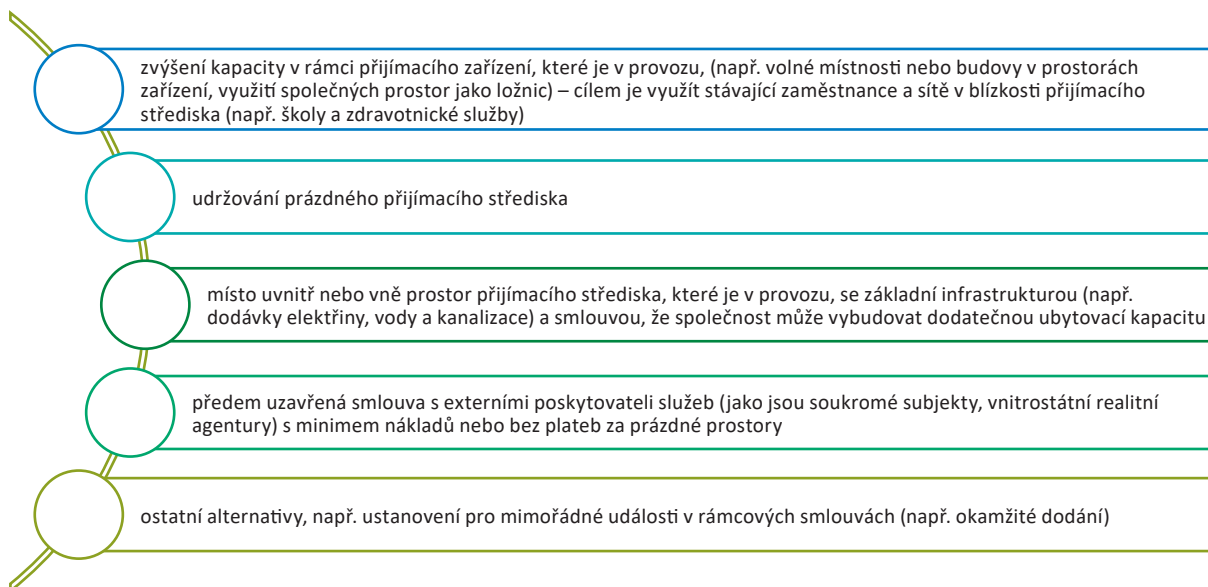 zvýšení kapacity v rámci přijímacího zařízení, které je v provozu, (např. volné místnosti nebo budovy v prostorách
zařízení, využití společných prostor jako ložnic) – cílem je využít stávající zaměstnance a sítě v blízkosti přijímacího
střediska (např. školy a zdravotnické služby)
udržování prázdného přijímacího střediska
místo uvnitř nebo vně prostor přijímacího střediska, které je v provozu, se základní infrastrukturou (např.
dodávky elektřiny, vody a kanalizace) a smlouvou, že společnost může vybudovat dodatečnou ubytovací kapacitu
předem uzavřená smlouva s externími poskytovateli služeb (jako jsou soukromé subjekty, vnitrostátní realitní
agentury) s minimem nákladů nebo bez plateb za prázdné prostory
ostatní alternativy, např. ustanovení pro mimořádné události v rámcových smlouvách (např. okamžité dodání)